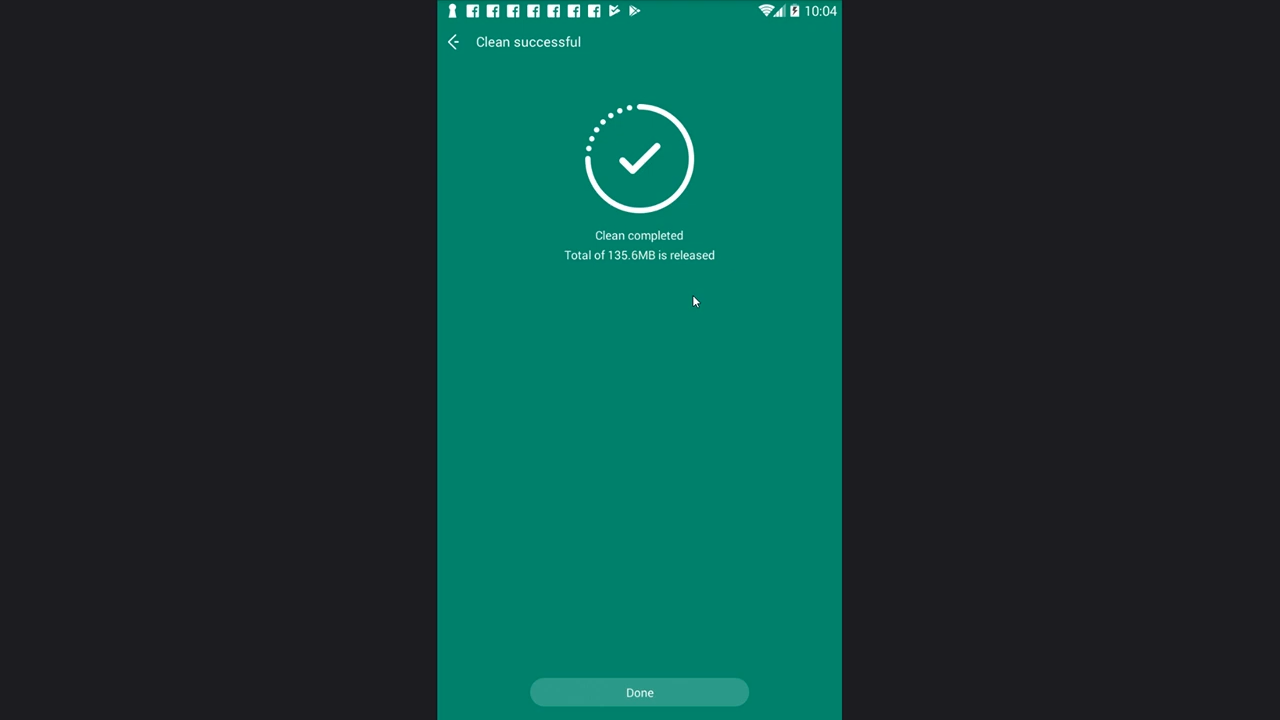 10:04
Clean successful
Clean completed
Total of 135.6MB is released
Done